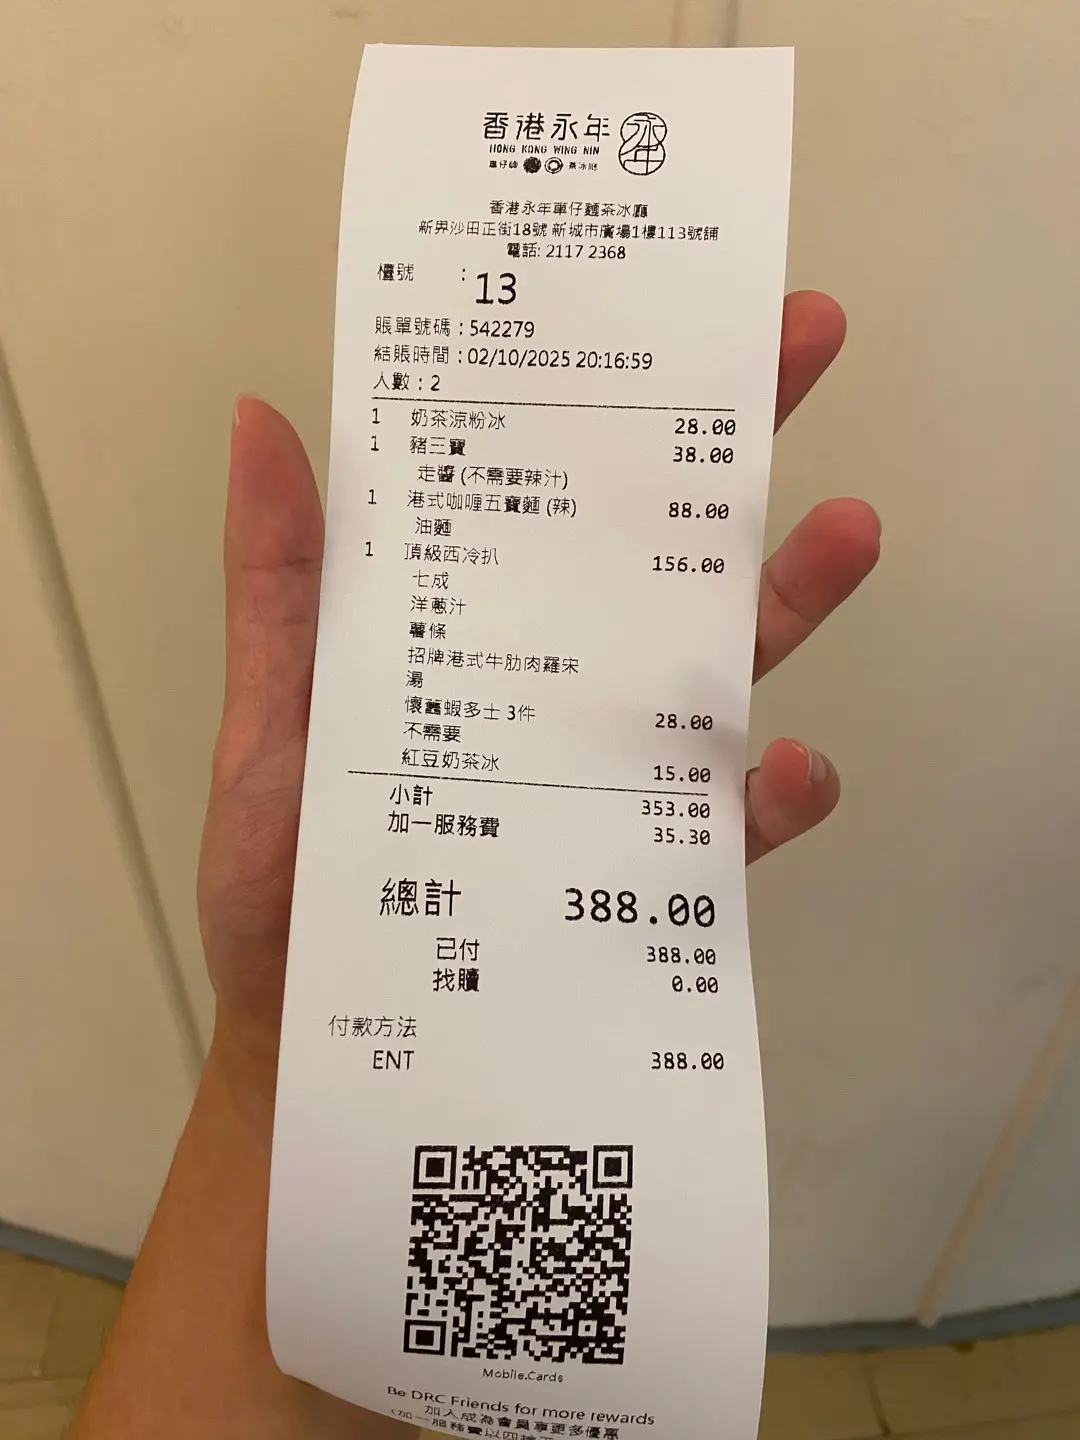 香港永年
HONG KONG WING NIN
車仔麵 茶冰廳
永年
香港永年車仔麵茶冰廳
新界沙田正街18號 新城市廣場1樓113號舖
電話: 2117 2368
檯號 : 13
賬單號碼 : 542279
結賬時間 : 02/10/2025 20:16:59
人數 : 2
1 奶茶涼粉冰 28.00
1 豬三寶 38.00
走醬 (不需要辣汁)
1 港式咖喱五寶麵 (辣) 88.00
油麵
1 頂級西冷扒 156.00
七成
洋蔥汁
薯條
招牌港式牛肋肉羅宋
湯
懷舊蝦多士 3件 28.00
不需要
紅豆奶茶冰 15.00
小計 353.00
加一服務費 35.30
總計 388.00
已付 388.00
找贖 0.00
付款方法
ENT 388.00
Mobile.Cards
Be DRC Friends for more rewards
加入成為會員享更多優惠
(加一服務費以四捨